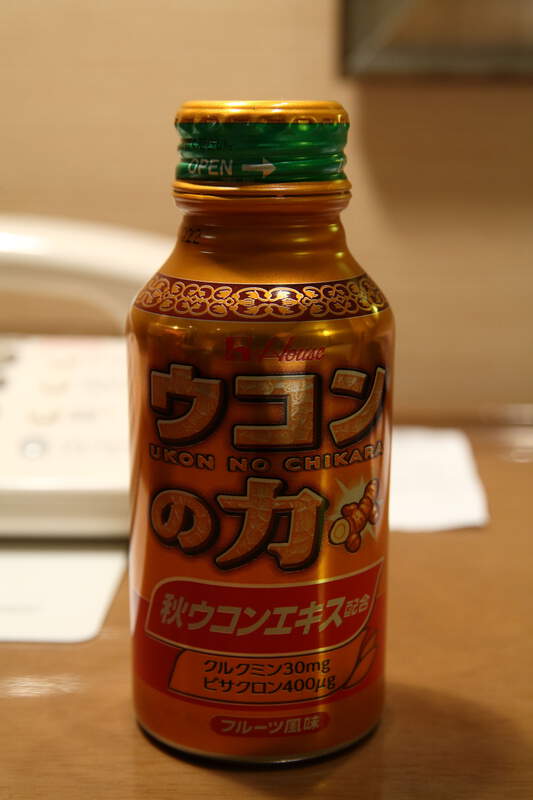 OPEN →
House
ウコン
UKON NO CHIKARA
の力
秋ウコンエキス配合
クルクミン30mg
ビサクロン400μg
フルーツ風味